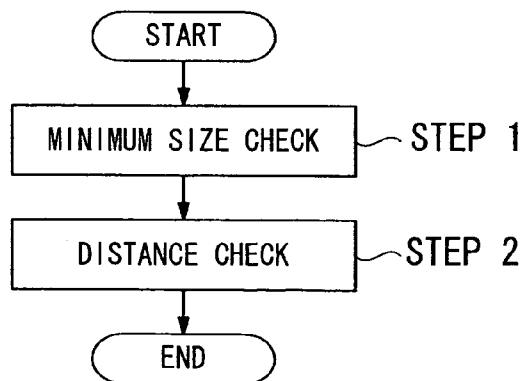 START
MINIMUM SIZE CHECK
STEP 1
DISTANCE CHECK
STEP 2
END